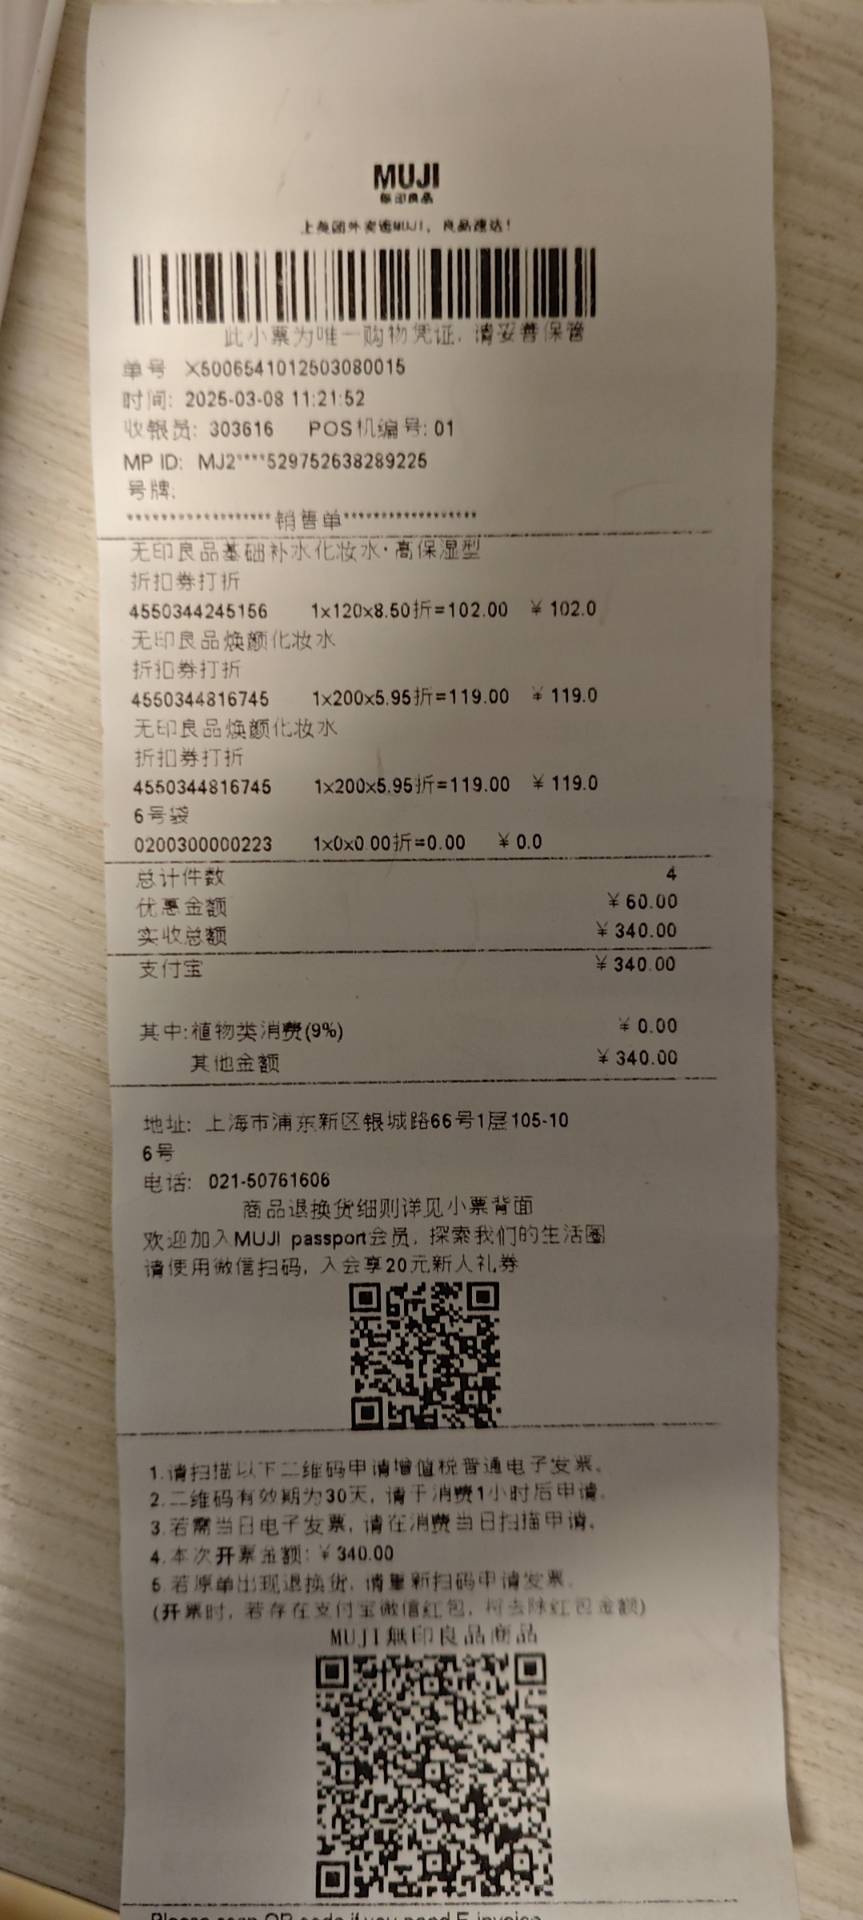 MUJI
無印良品
上美团外卖搜MUJI，良品速达！
此小票为唯一购物凭证，请妥善保管
单号 X5006541012503080015
时间: 2025-03-08 11:21:52
收银员: 303616 POS机编号: 01
MP ID: MJ2****529752638289225
号牌:
******************销售单******************
无印良品基础补水化妆水·高保湿型
折扣券打折
4550344245156 1x120x8.50折=102.00 ￥102.0
无印良品焕颜化妆水
折扣券打折
4550344816745 1x200x5.95折=119.00 ￥119.0
无印良品焕颜化妆水
折扣券打折
4550344816745 1x200x5.95折=119.00 ￥119.0
6号袋
0200300000223 1x0x0.00折=0.00 ￥0.0
总计件数 4
优惠金额 ￥60.00
实收总额 ￥340.00
支付宝 ￥340.00
其中:植物类消费(9%) ￥0.00
其他金额 ￥340.00
地址: 上海市浦东新区银城路66号1层105-10
6号
电话: 021-50761606
商品退换货细则详见小票背面
欢迎加入MUJI passport会员, 探索我们的生活圈
请使用微信扫码, 入会享20元新人礼券
1.请扫描以下二维码申请增值税普通电子发票。
2.二维码有效期为30天, 请于消费1小时后申请。
3.若需当日电子发票, 请在消费当日扫描申请。
4.本次开票金额: ￥340.00
5.若原单出现退换货, 请重新扫码申请发票。
(开票时, 若存在支付宝微信红包, 将去除红包金额)
MUJI無印良品商品
Please scan QR code if you need E-invoice